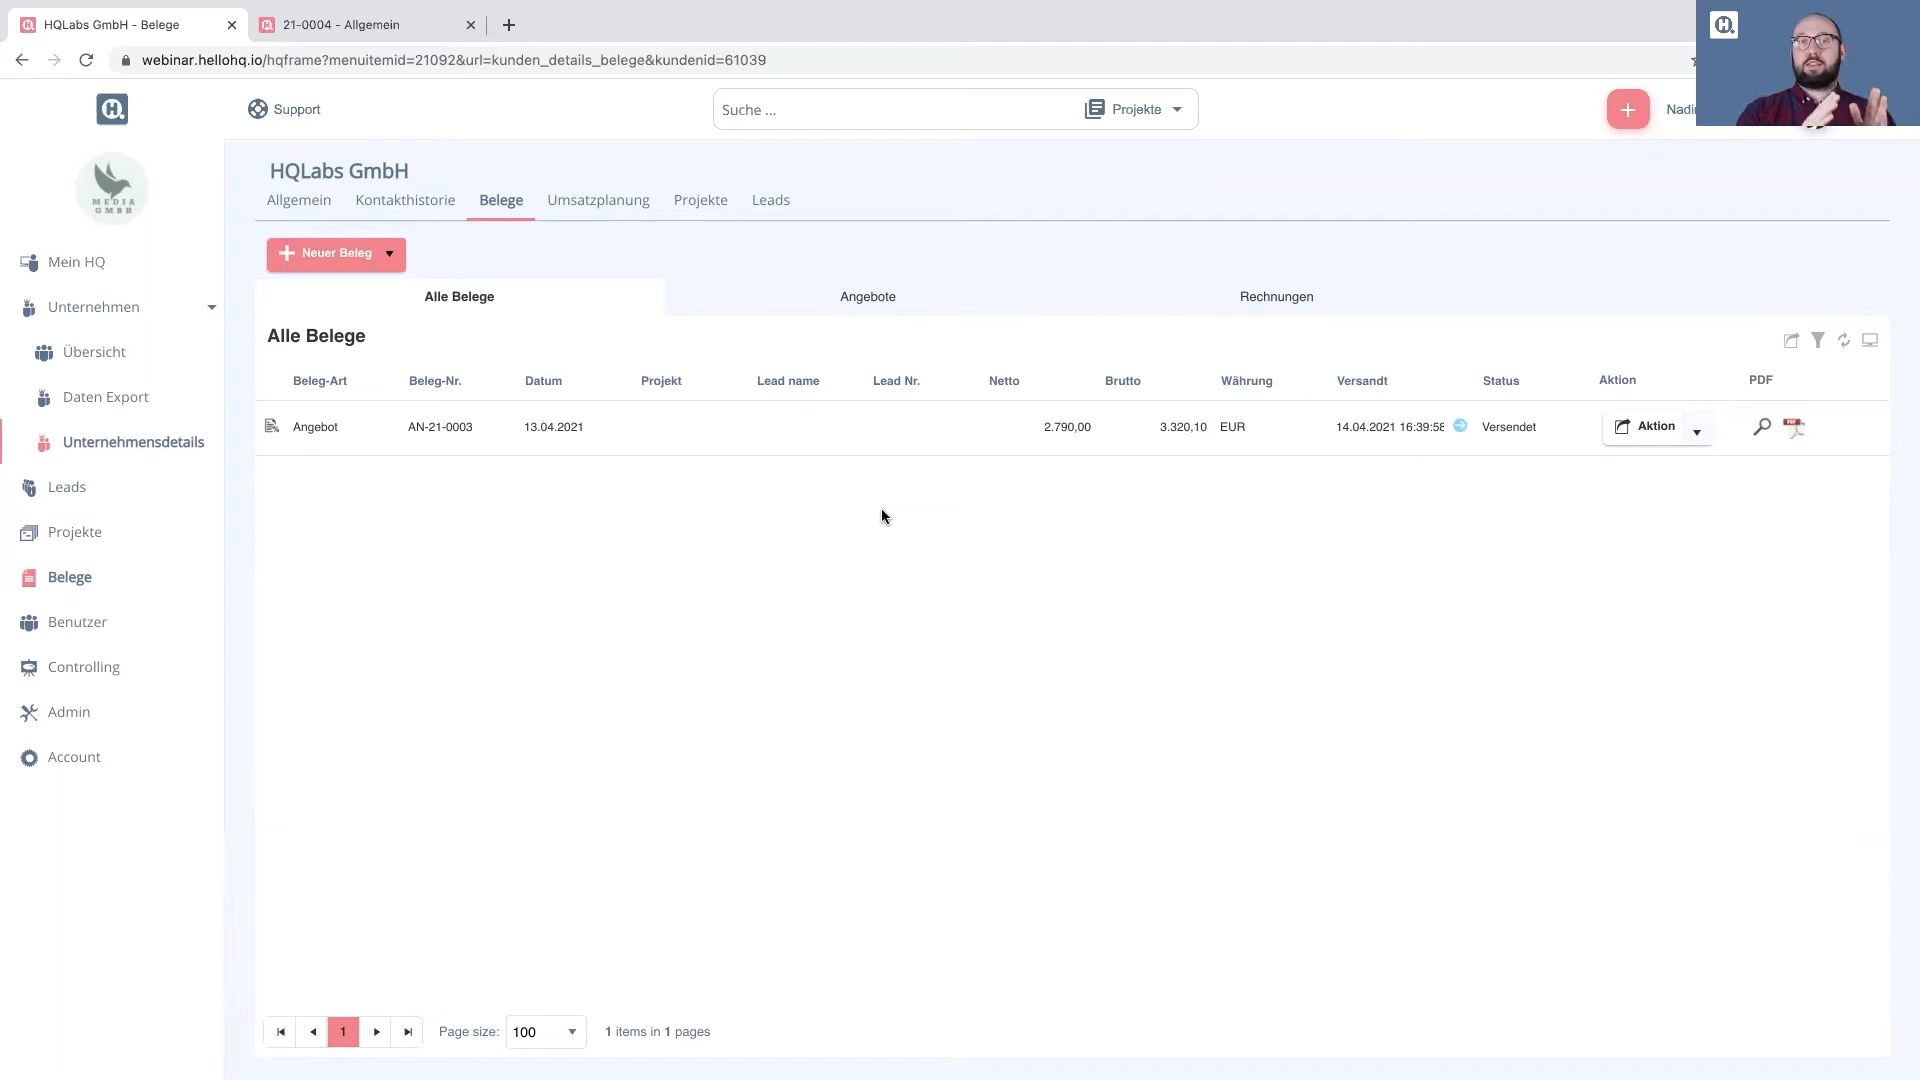 HQLabs GmbH - Belege
21-0004 - Allgemein
webinar.hellohq.io/hqframe?menuitemid=21092&url=kunden_details_belege&kundenid=61039
Support
Suche ...
Projekte
MEDIA
GMBH
Mein HQ
Unternehmen
Übersicht
Daten Export
Unternehmensdetails
Leads
Projekte
Belege
Benutzer
Controlling
Admin
Account
HQLabs GmbH
Allgemein Kontakthistorie Belege Umsatzplanung Projekte Leads
Neuer Beleg
Alle Belege Angebote Rechnungen
Alle Belege
Beleg-Art Beleg-Nr. Datum Projekt Lead name Lead Nr. Netto Brutto Währung Versandt Status Aktion PDF
Angebot AN-21-0003 13.04.2021 2.790,00 3.320,10 EUR 14.04.2021 16:39:58 Versendet Aktion
1 Page size: 100 1 items in 1 pages